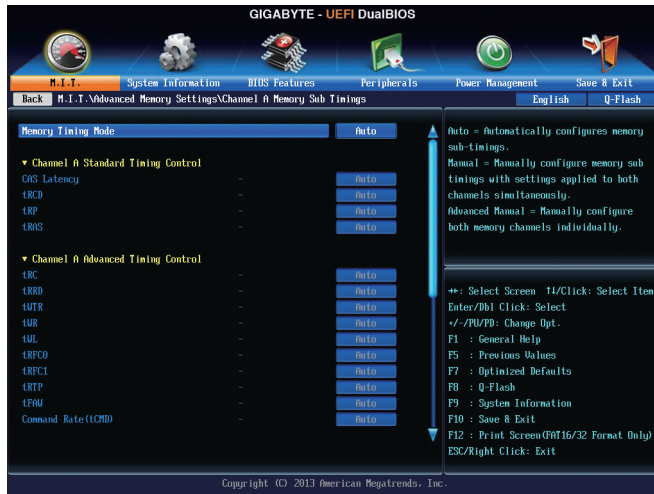 GIGABYTE - UEFI DualBIOS
M.I.T.
System Information
BIOS Features
Peripherals
Power Management
Save & Exit
Back M.I.T.\Advanced Memory Settings\Channel A Memory Sub Timings
English
Q-Flash
Memory Timing Mode Auto
▼ Channel A Standard Timing Control
CAS Latency - Auto
tRCD - Auto
tRP - Auto
tRAS - Auto
▼ Channel A Advanced Timing Control
tRC - Auto
tRRD - Auto
tWTR - Auto
tWR - Auto
tWL - Auto
tRFC0 - Auto
tRFC1 - Auto
tRTP - Auto
tFAW - Auto
Command Rate(tCMD) - Auto
Auto = Automatically configures memory
sub-timings.
Manual = Manually configure memory sub
timings with settings applied to both
channels simultaneously.
Advanced Manual = Manually configure
both memory channels individually.
↔: Select Screen ↑↓/Click: Select Item
Enter/Dbl Click: Select
+/-/PU/PD: Change Opt.
F1 : General Help
F5 : Previous Values
F7 : Optimized Defaults
F8 : Q-Flash
F9 : System Information
F10 : Save & Exit
F12 : Print Screen(FAT16/32 Format Only)
ESC/Right Click: Exit
Copyright (C) 2013 American Megatrends, Inc.